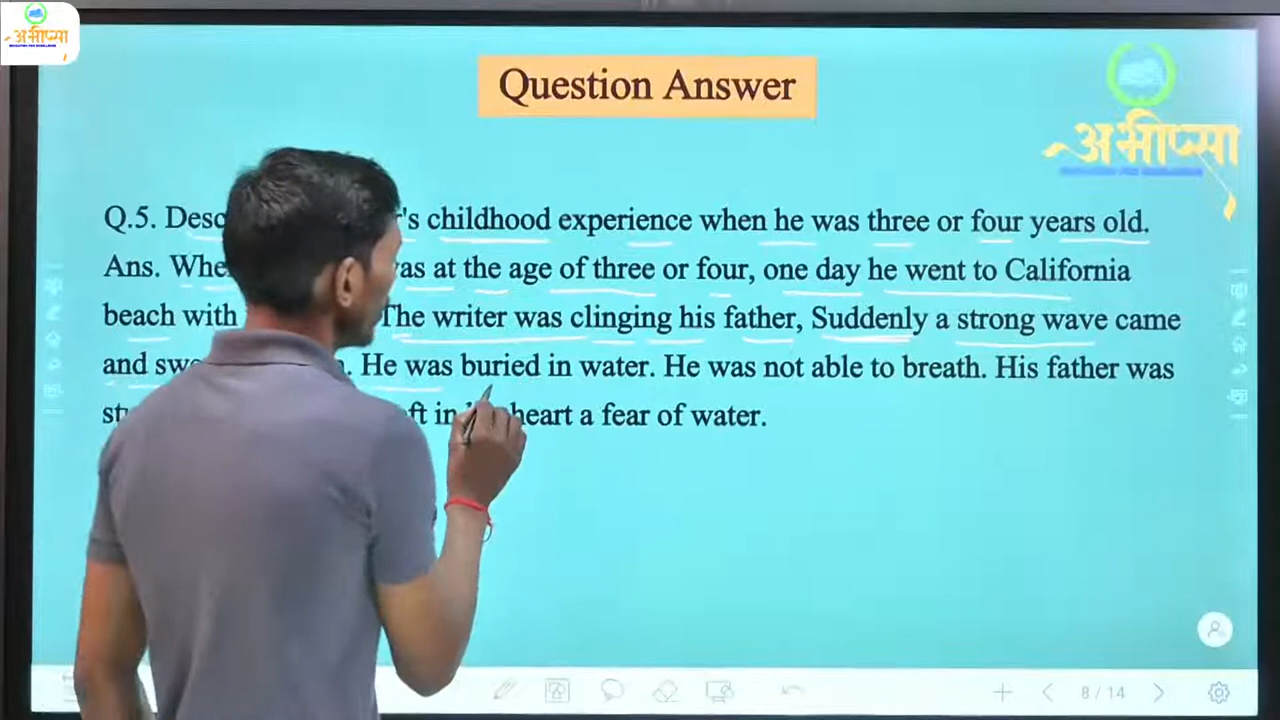 अभीप्सा
Question Answer
अभीप्सा
Q.5. Desc 's childhood experience when he was three or four years old.
Ans. Whe was at the age of three or four, one day he went to California
beach with The writer was clinging his father, Suddenly a strong wave came
and swe . He was buried in water. He was not able to breath. His father was
in heart a fear of water.
8 / 14